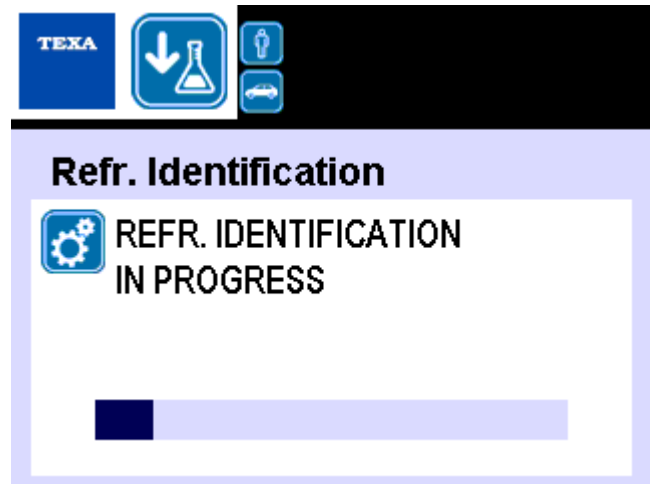 TEXA
Refr. Identification
REFR. IDENTIFICATION
IN PROGRESS